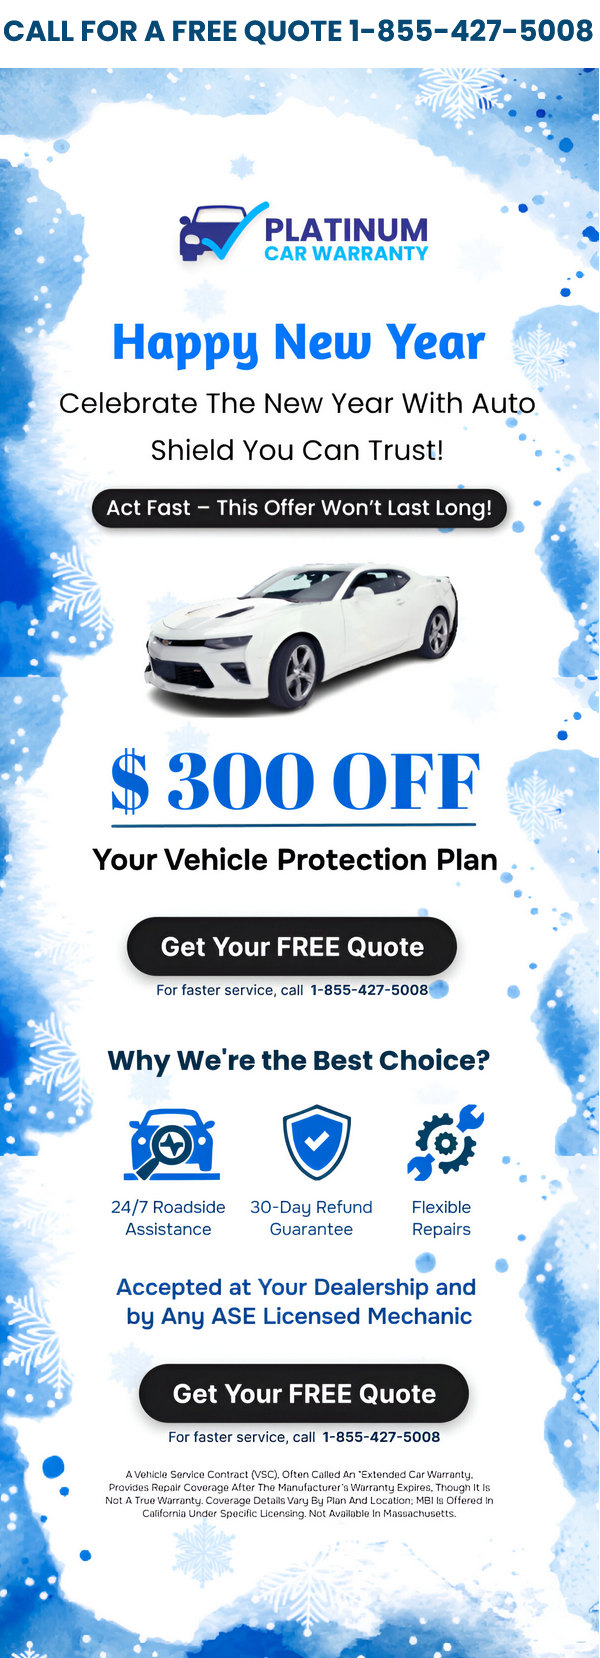 CALL FOR A FREE QUOTE 1-855-427-5008
PLATINUM
CAR WARRANTY
Happy New Year
Celebrate The New Year With Auto
Shield You Can Trust!
Act Fast – This Offer Won't Last Long!
$ 300 OFF
Your Vehicle Protection Plan
Get Your FREE Quote
For faster service, call 1-855-427-5008
Why We're the Best Choice?
24/7 Roadside
Assistance
30-Day Refund
Guarantee
Flexible
Repairs
Accepted at Your Dealership and
by Any ASE Licensed Mechanic
Get Your FREE Quote
For faster service, call 1-855-427-5008
A Vehicle Service Contract (VSC), Often Called An "Extended Car Warranty,
Provides Repair Coverage After The Manufacturer's Warranty Expires, Though It Is
Not A True Warranty. Coverage Details Vary By Plan And Location; MBI Is Offered In
California Under Specific Licensing. Not Available In Massachusetts.